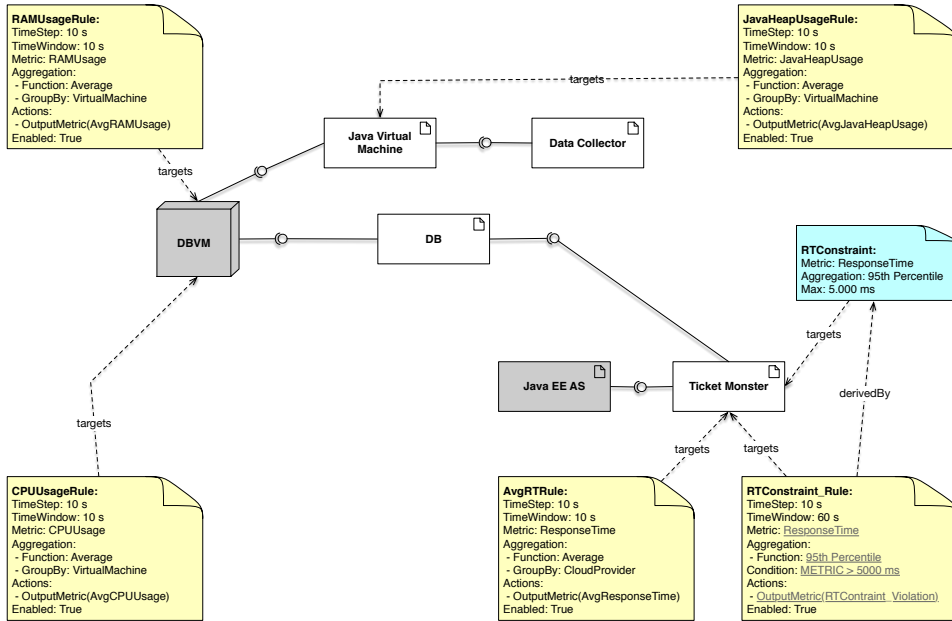 RAMUsageRule:
TimeStep: 10 s
TimeWindow: 10 s
Metric: RAMUsage
Aggregation:
- Function: Average
- GroupBy: VirtualMachine
Actions:
- OutputMetric(AvgRAMUsage)
Enabled: True
JavaHeapUsageRule:
TimeStep: 10 s
TimeWindow: 10 s
Metric: JavaHeapUsage
Aggregation:
- Function: Average
- GroupBy: VirtualMachine
Actions:
- OutputMetric(AvgJavaHeapUsage)
Enabled: True
targets
Java Virtual
Machine
Data Collector
targets
DBVM
DB
RTConstraint:
Metric: ResponseTime
Aggregation: 95th Percentile
Max: 5.000 ms
targets
Java EE AS
Ticket Monster
derivedBy
targets
targets
targets
CPUUsageRule:
TimeStep: 10 s
TimeWindow: 10 s
Metric: CPUUsage
Aggregation:
- Function: Average
- GroupBy: VirtualMachine
Actions:
- OutputMetric(AvgCPUUsage)
Enabled: True
AvgRTRule:
TimeStep: 10 s
TimeWindow: 10 s
Metric: ResponseTime
Aggregation:
- Function: Average
- GroupBy: CloudProvider
Actions:
- OutputMetric(AvgResponseTime)
Enabled: True
RTConstraint_Rule:
TimeStep: 10 s
TimeWindow: 60 s
Metric: ResponseTime
Aggregation:
- Function: 95th Percentile
Condition: METRIC > 5000 ms
Actions:
- OutputMetric(RTContraint_Violation)
Enabled: True